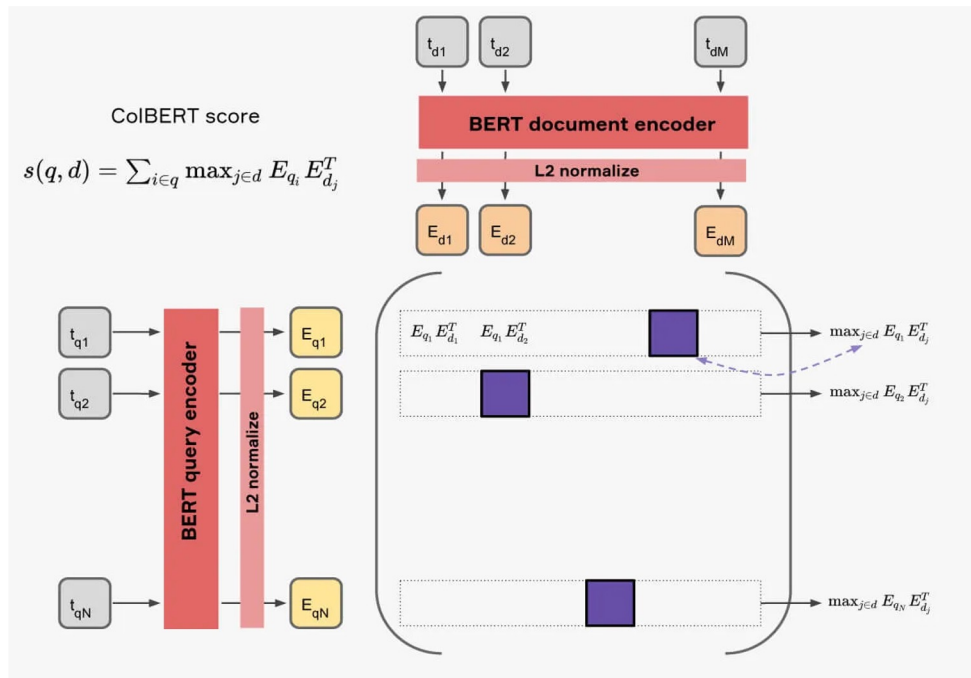 t_d1 t_d2 t_dM
ColBERT score
BERT document encoder
s(q, d) = ∑_{i∈q} max_{j∈d} E_{q_i} E_{d_j}^T
L2 normalize
E_d1 E_d2 E_dM
t_q1 E_q1 E_{q_1} E_{d_1}^T E_{q_1} E_{d_2}^T max_{j∈d} E_{q_1} E_{d_j}^T
t_q2 E_q2 max_{j∈d} E_{q_2} E_{d_j}^T
BERT query encoder
L2 normalize
t_qN E_qN max_{j∈d} E_{q_N} E_{d_j}^T